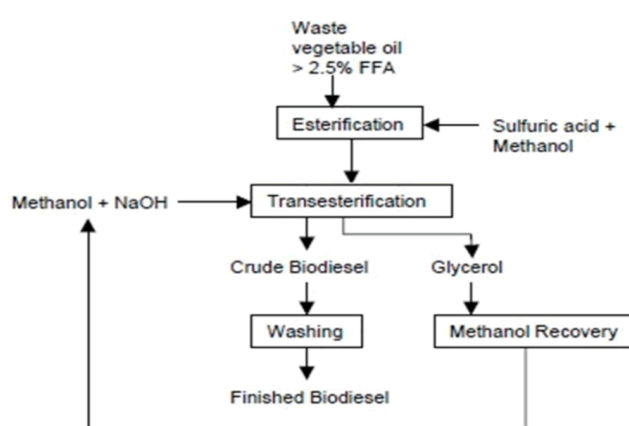 Waste
vegetable oil
> 2.5% FFA
Esterification
Sulfuric acid +
Methanol
Methanol + NaOH
Transesterification
Crude Biodiesel
Glycerol
Washing
Methanol Recovery
Finished Biodiesel